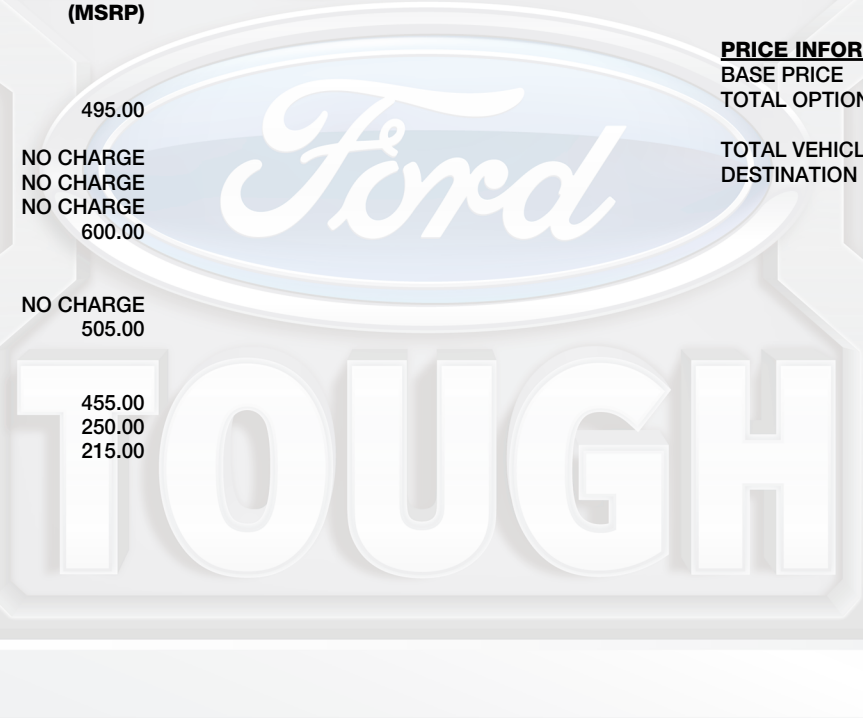 (MSRP)
495.00
NO CHARGE
NO CHARGE
NO CHARGE
600.00
NO CHARGE
505.00
455.00
250.00
215.00
PRICE INFOR
BASE PRICE
TOTAL OPTION
TOTAL VEHICL
DESTINATION
Ford
TOUGH